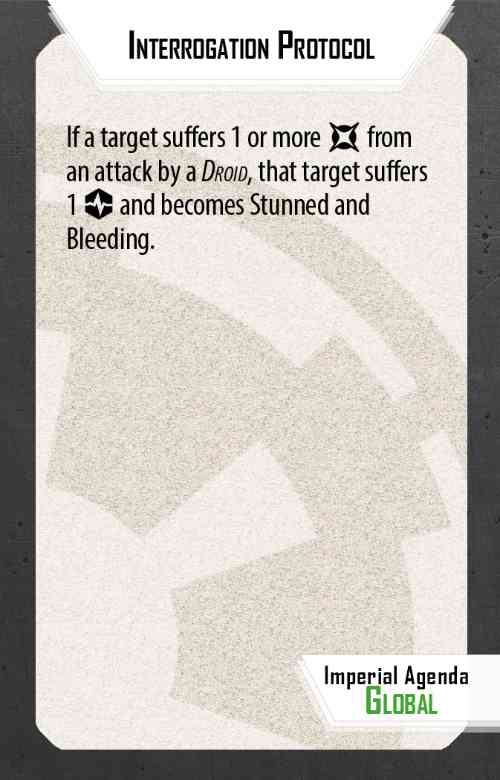 Interrogation Protocol
If a target suffers 1 or more from
an attack by a Droid, that target suffers
1 and becomes Stunned and
Bleeding.
Imperial Agenda
Global